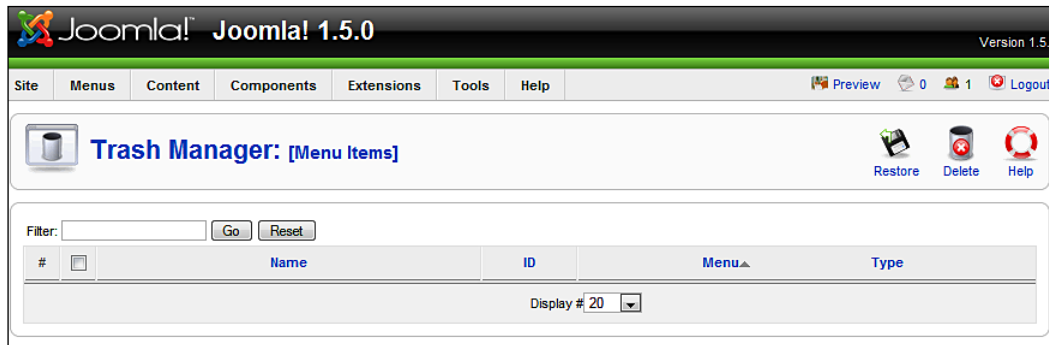 Joomla! Joomla! 1.5.0
Version 1.5.
Site Menus Content Components Extensions Tools Help Preview 0 1 Logout
Trash Manager: [Menu Items]
Restore Delete Help
Filter: Go Reset
# Name ID Menu Type
Display # 20